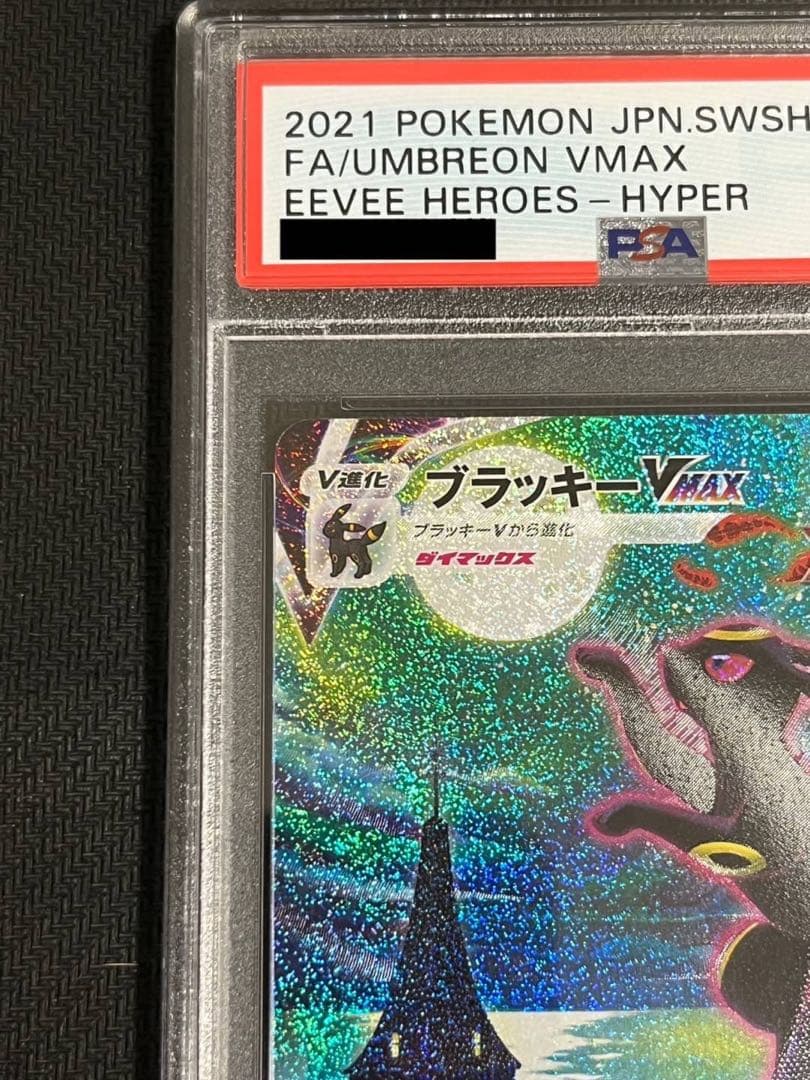 2021 POKEMON JPN.SWSH
FA/UMBREON VMAX
EEVEE HEROES-HYPER
PSA
V進化
ブラッキーVMAX
ブラッキーVから進化
ダイマックス